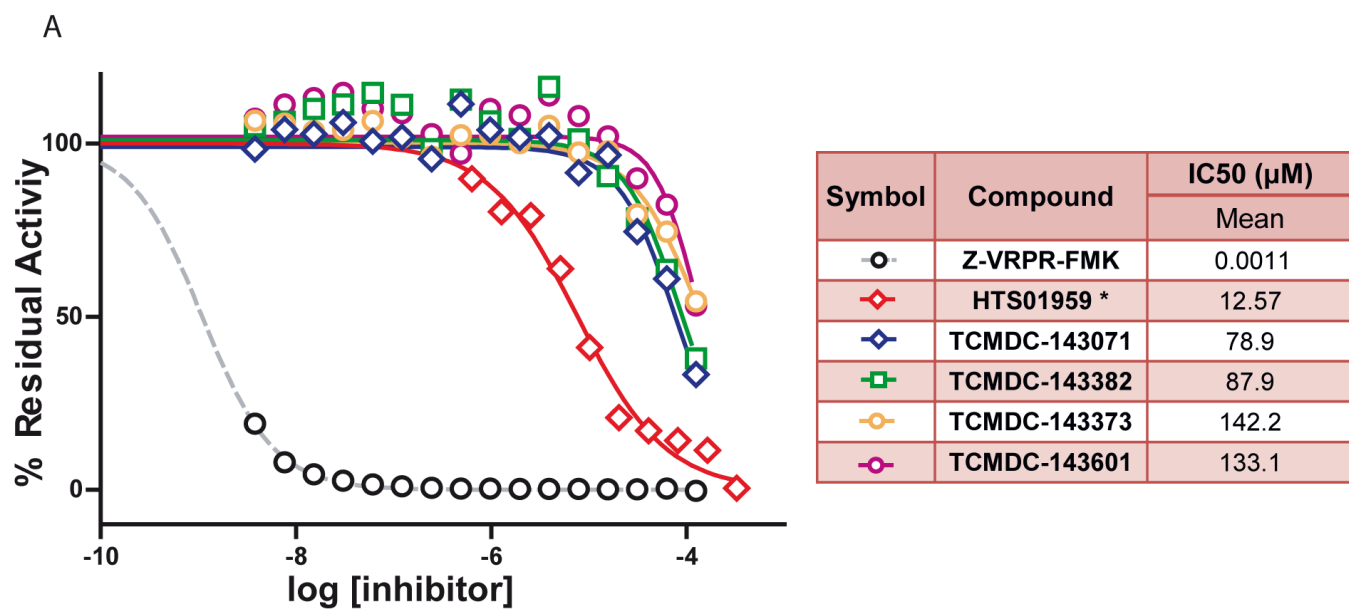 A
% Residual Activiy
100
50
0
-10 -8 -6 -4
log [inhibitor]
Symbol Compound IC50 (µM)
Mean
Z-VRPR-FMK 0.0011
HTS01959 * 12.57
TCMDC-143071 78.9
TCMDC-143382 87.9
TCMDC-143373 142.2
TCMDC-143601 133.1